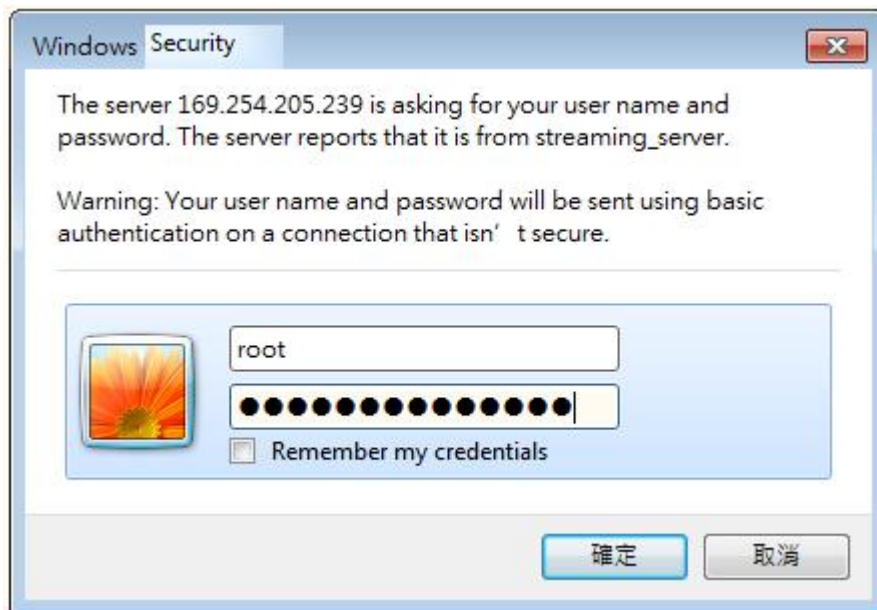 Windows Security
The server 169.254.205.239 is asking for your user name and
password. The server reports that it is from streaming_server.
Warning: Your user name and password will be sent using basic
authentication on a connection that isn’ t secure.
root
●●●●●●●●●●●●●●
Remember my credentials
確定
取消